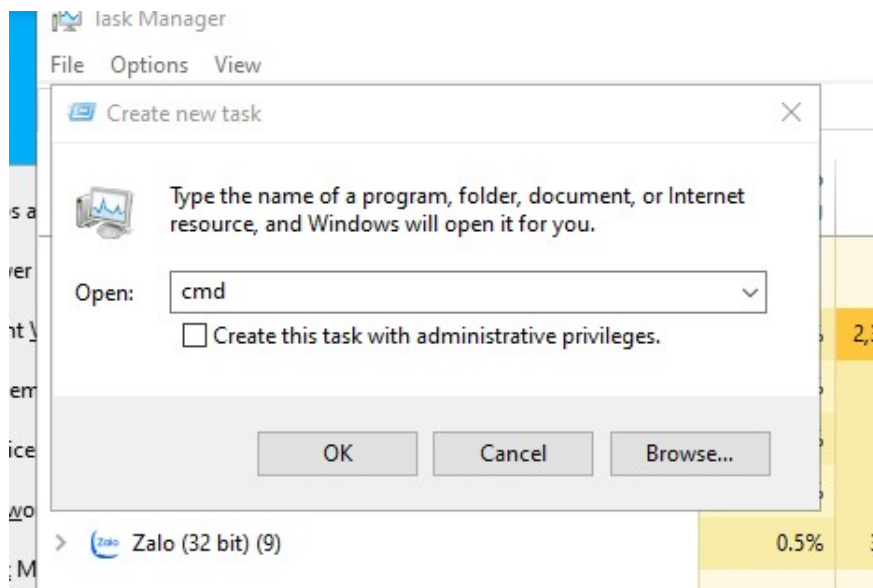 Task Manager
File Options View
Create new task
Type the name of a program, folder, document, or Internet
resource, and Windows will open it for you.
Open: cmd
Create this task with administrative privileges.
OK Cancel Browse...
Zalo (32 bit) (9) 0.5%